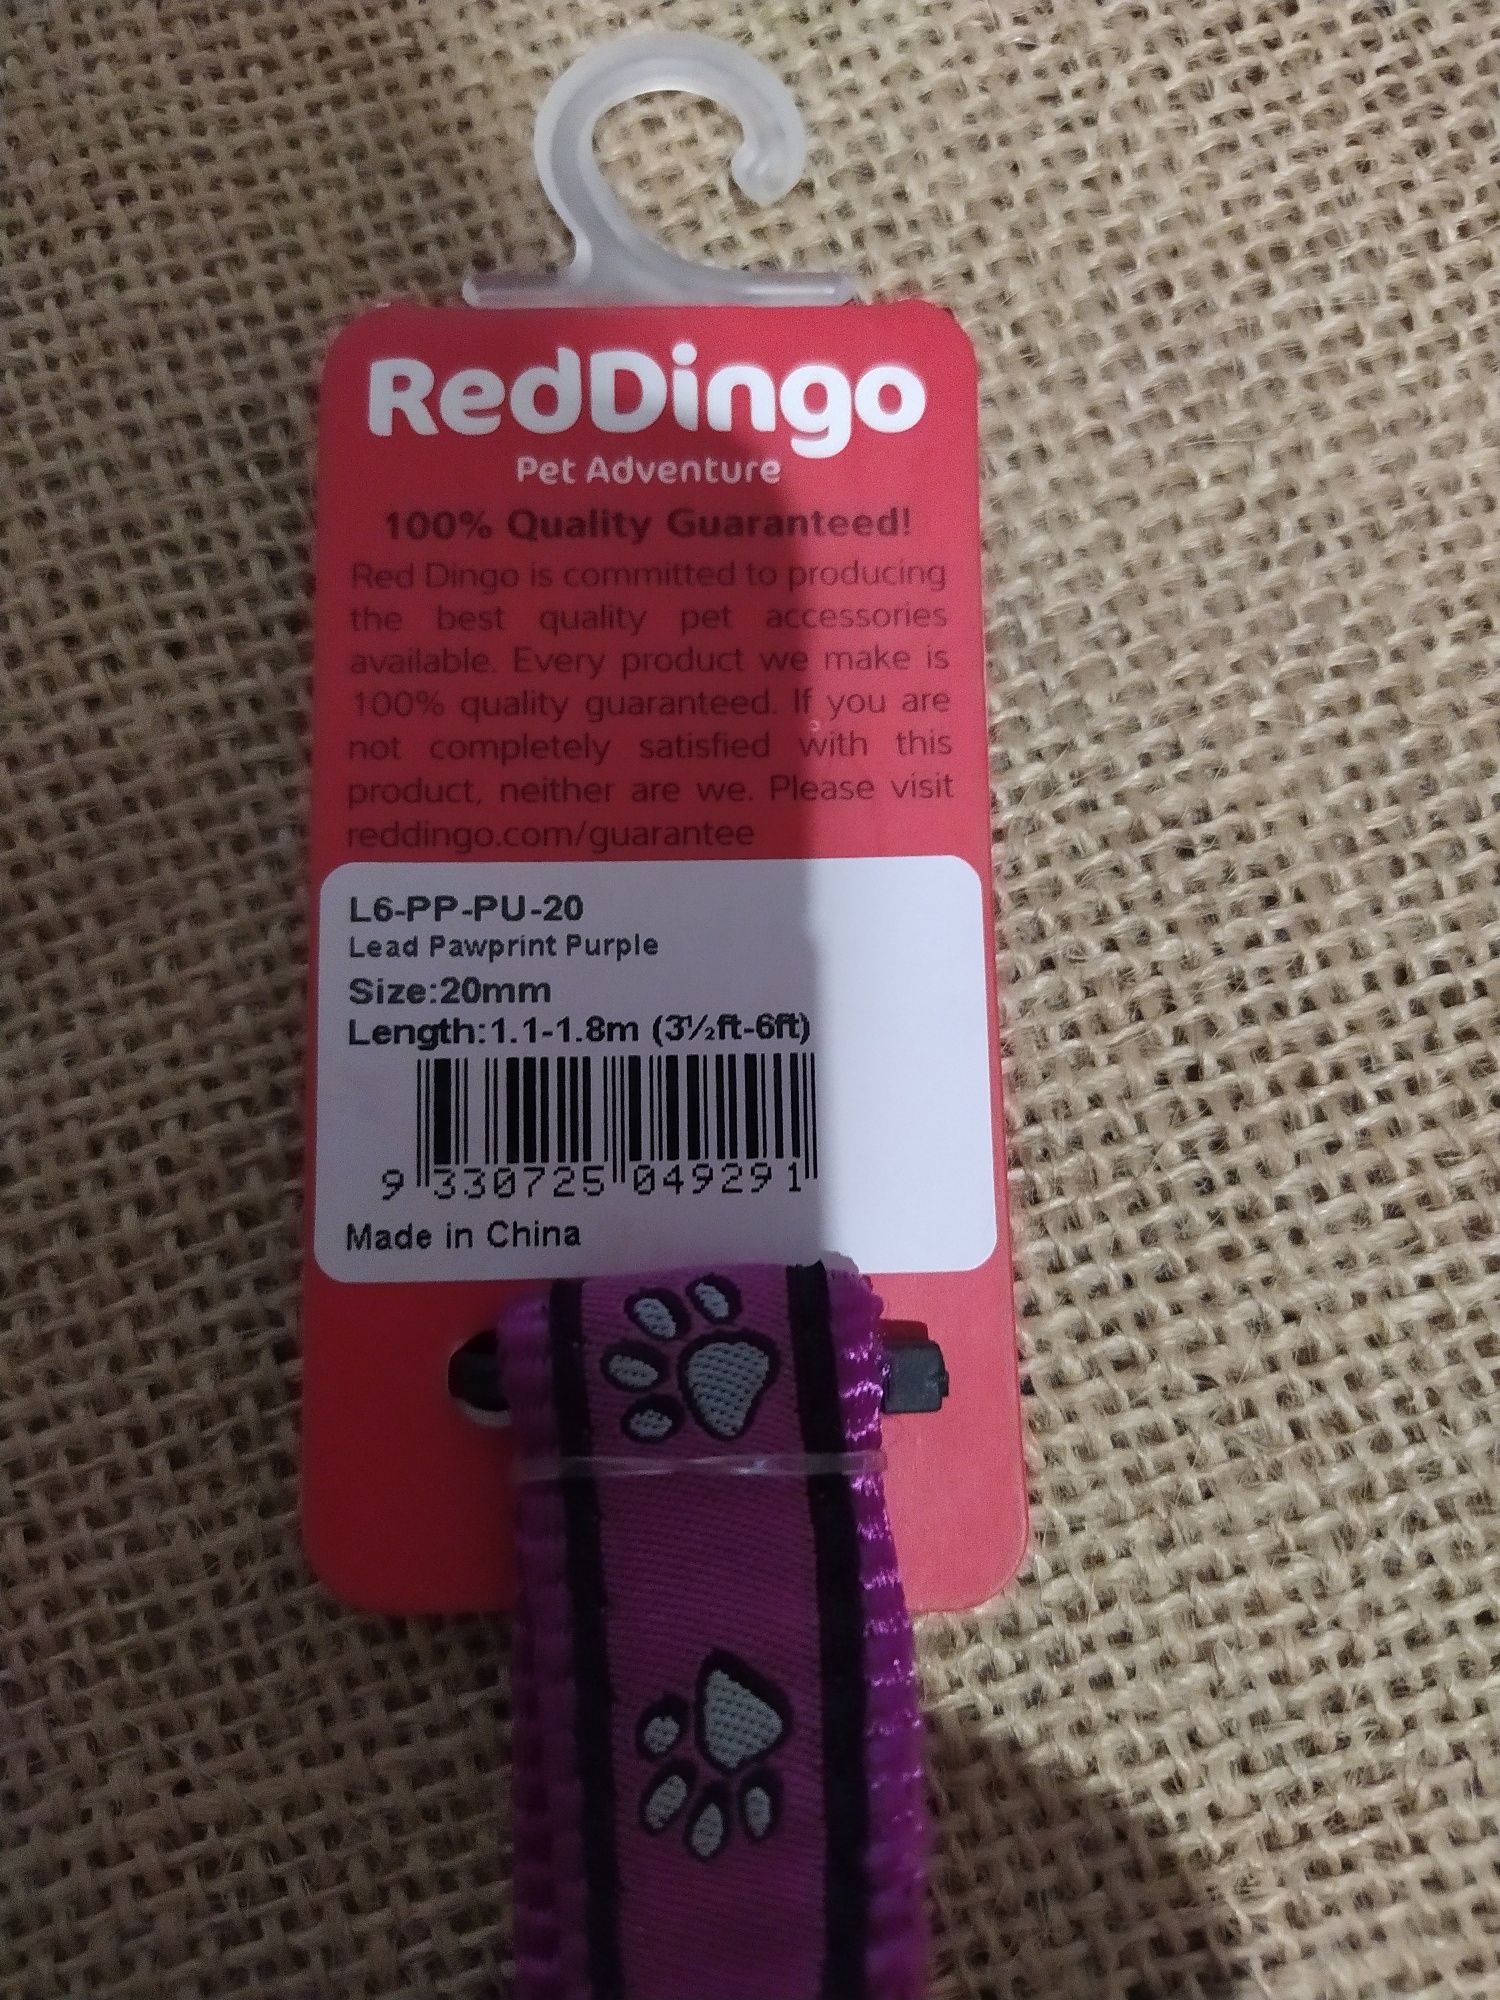 RedDingo
Pet Adventure
100% Quality Guaranteed!
Red Dingo is committed to producing
the best quality pet accessories
available. Every product we make is
100% quality guaranteed. If you are
not completely satisfied with this
product, neither are we. Please visit
reddingo.com/guarantee
L6-PP-PU-20
Lead Pawprint Purple
Size:20mm
Length:1.1-1.8m (3½ft-6ft)
9 330725 049291
Made in China